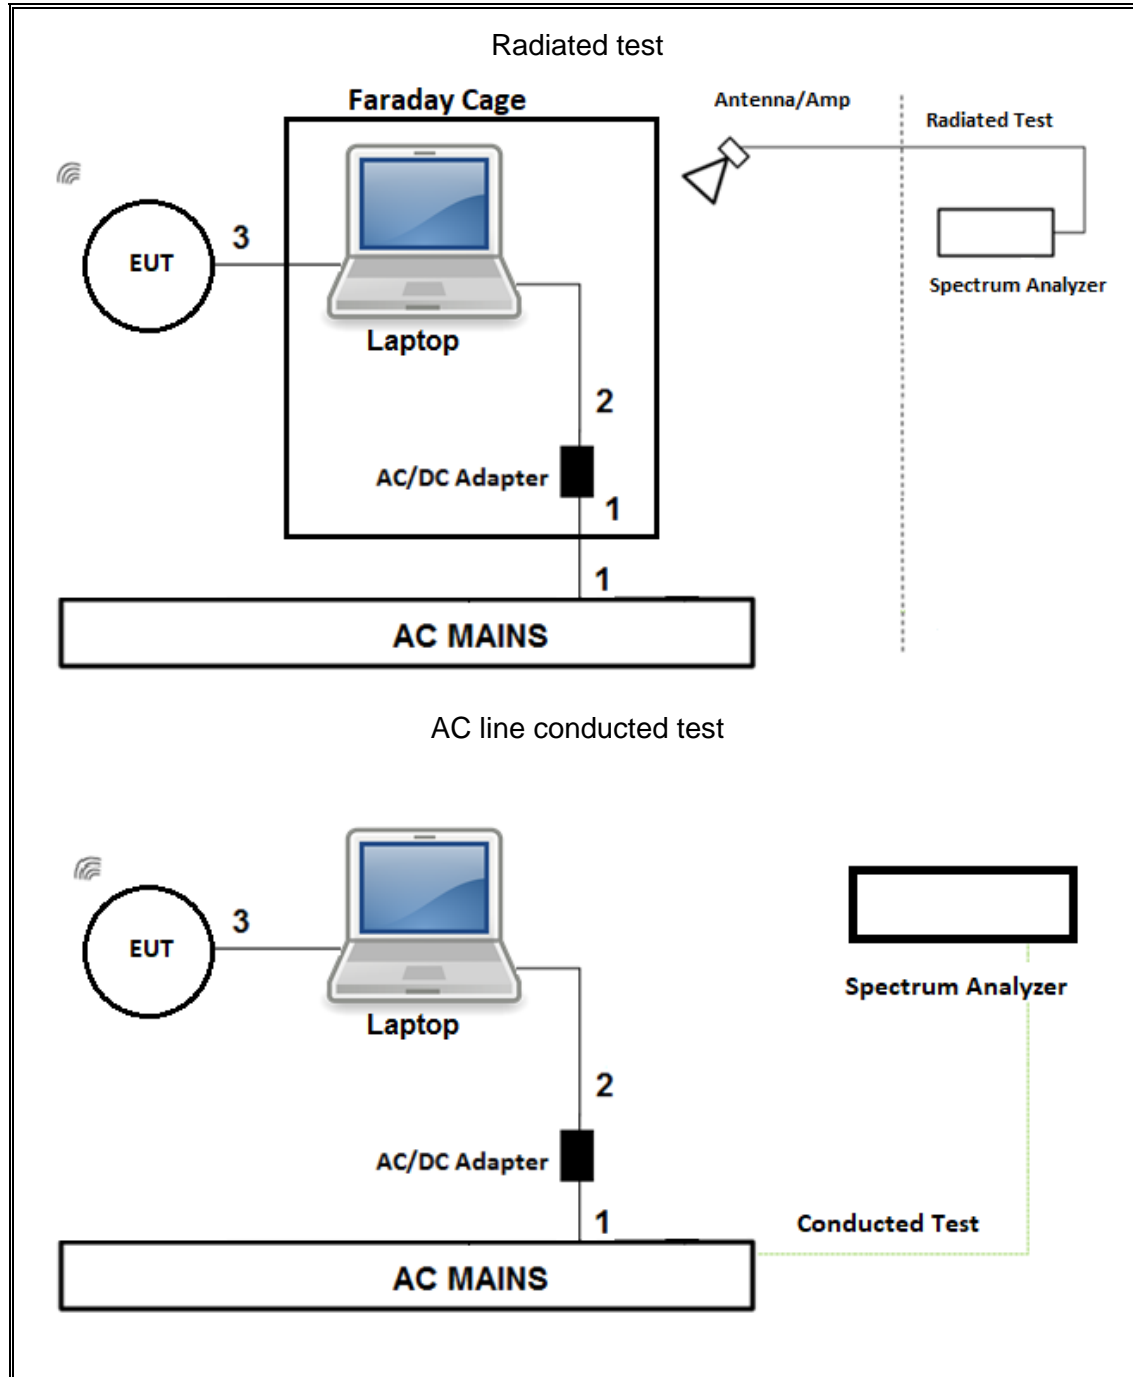 Radiated test
Faraday Cage
Antenna/Amp
Radiated Test
3
EUT
Spectrum Analyzer
Laptop
2
AC/DC Adapter
1
1
AC MAINS
AC line conducted test
3
EUT
Spectrum Analyzer
Laptop
2
AC/DC Adapter
1
Conducted Test
AC MAINS